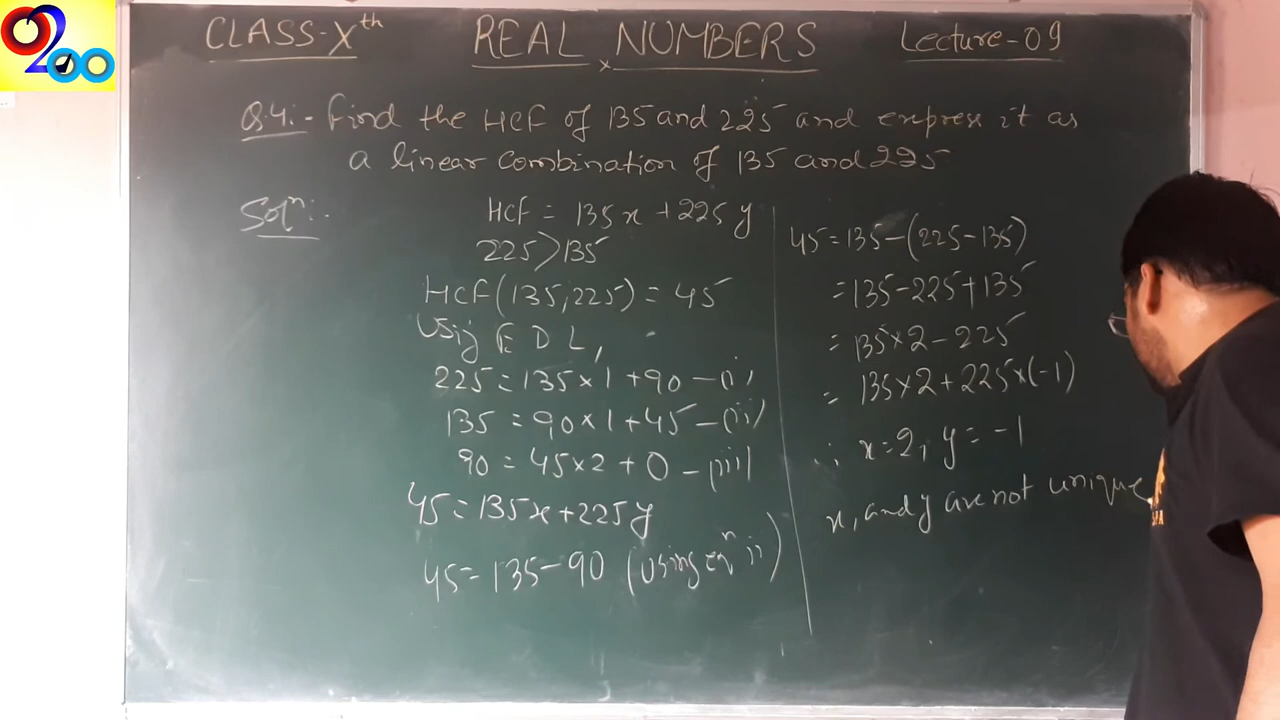 CLASS-Xth REAL NUMBERS Lecture-09
Q.4:- Find the HCF of 135 and 225 and express it as
a linear combination of 135 and 225
Solⁿ:-
HCF = 135x + 225y
225 > 135
HCF(135, 225) = 45
Using E D L,
225 = 135×1 + 90 - (i)
135 = 90×1 + 45 - (ii)
90 = 45×2 + 0 - (iii)
45 = 135x + 225y
45 = 135 - 90 (using eqⁿ ii)
45 = 135 - (225 - 135)
= 135 - 225 + 135
= 135×2 - 225
= 135×2 + 225×(-1)
∴ x = 2, y = -1
x, and y are not unique